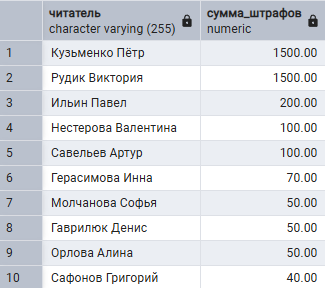 читатель сумма_штрафов
character varying (255) numeric
1 Кузьменко Пётр 1500.00
2 Рудик Виктория 1500.00
3 Ильин Павел 200.00
4 Нестерова Валентина 100.00
5 Савельев Артур 100.00
6 Герасимова Инна 70.00
7 Молчанова Софья 50.00
8 Гаврилюк Денис 50.00
9 Орлова Алина 50.00
10 Сафонов Григорий 40.00